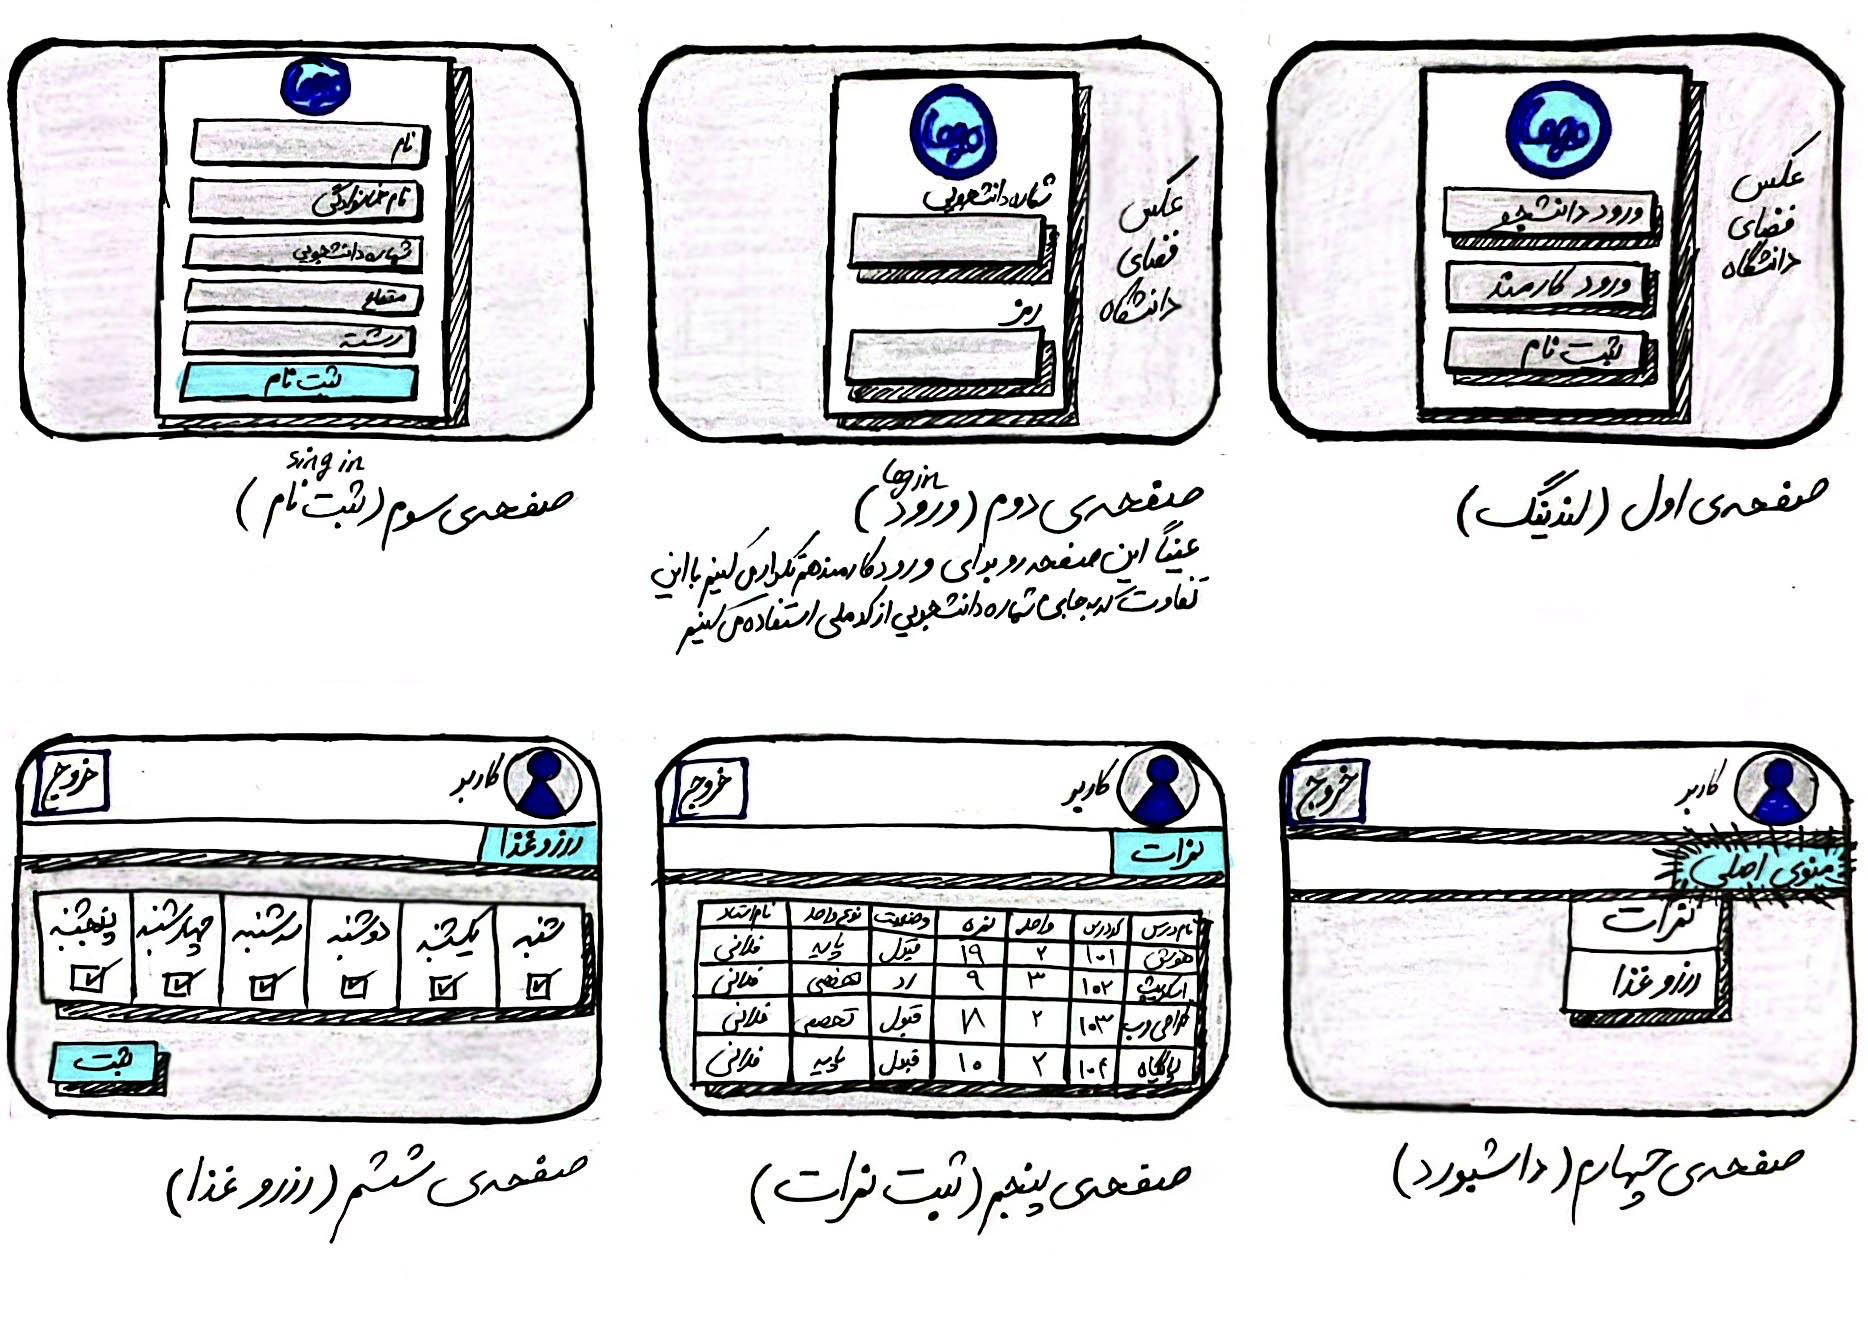 Logo
ورود دانشجو
ورود کارمند
ثبت نام
عکس
فضای
دانشگاه
صفحه‌ی اول (لندینگ)
Logo
شماره دانشجویی
رمز
عکس
فضای
دانشگاه
login
صفحه‌ی دوم (ورود)
عیناً این صفحه رو برای ورود کارمند هم تکرار می‌کنیم با این
تفاوت که به جای شماره دانشجویی از کد ملی استفاده می‌کنیم
Logo
نام
نام خانوادگی
شماره دانشجویی
مقطع
رشته
ثبت نام
sing in
صفحه‌ی سوم (ثبت نام)
کاربر خروج
منوی اصلی
نمرات
رزرو غذا
صفحه‌ی چهارم (داشبورد)
کاربر خروج
نمرات
نام درس کد درس واحد نمره وضعیت نوع واحد نام استاد
هوش ۱۰۱ ۲ ۱۹ قبول پایه فلانی
اسکریپت ۱۰۲ ۳ ۹ رد تخصصی فلانی
طراحی وب ۱۰۳ ۲ ۱۸ قبول تخصص فلانی
پایگاه ۱۰۴ ۲ ۱۰ قبول پایه فلانی
صفحه‌ی پنجم (ثبت نمرات)
کاربر خروج
رزرو غذا
شنبه یکشنبه دوشنبه سه شنبه چهارشنبه پنجشنبه
ثبت
صفحه‌ی ششم (رزرو غذا)